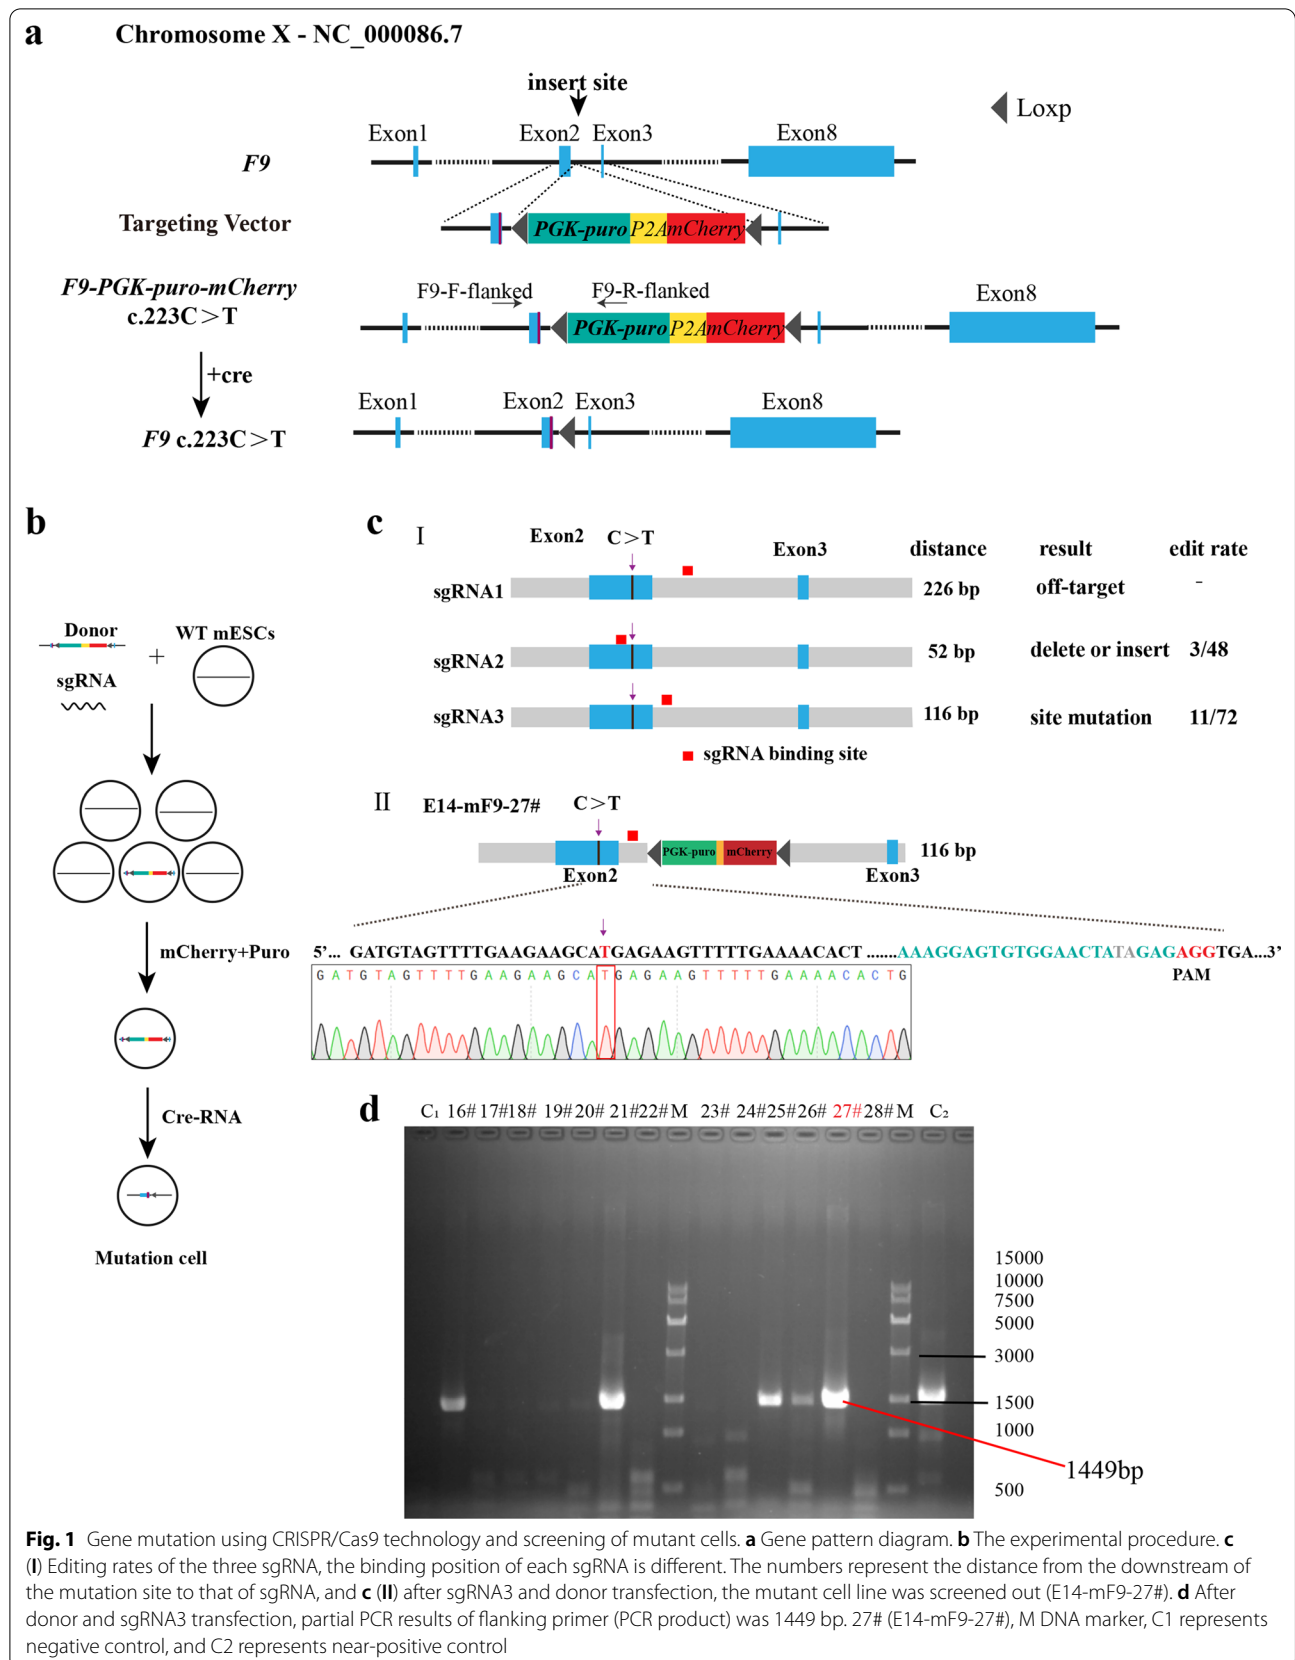 a Chromosome X - NC_000086.7
insert site
Loxp
Exon1 Exon2 Exon3 Exon8
F9
Targeting Vector
PGK-puro P2A mCherry
F9-PGK-puro-mCherry
c.223C>T
F9-F-flanked F9-R-flanked Exon8
PGK-puro P2A mCherry
+cre
Exon1 Exon2 Exon3 Exon8
F9 c.223C>T
b
Donor
WT mESCs
+
sgRNA
mCherry+Puro
Cre-RNA
Mutation cell
c
I
Exon2 C>T Exon3 distance result edit rate
sgRNA1 226 bp off-target -
sgRNA2 52 bp delete or insert 3/48
sgRNA3 116 bp site mutation 11/72
sgRNA binding site
II E14-mF9-27# C>T
PGK-puro mCherry 116 bp
Exon2 Exon3
5’... GATGTAGTTTTGAAGAAGCATGAGAAGTTTTTGAAAACACT .......AAAGGAGTGTGGAACTATAGAGAGGTGA...3’
GATGTAGTTTTGAAGAAGCATGAGAAGTTTTTGAAAACACTG
PAM
d
C1 16# 17# 18# 19# 20# 21# 22# M 23# 24# 25# 26# 27# 28# M C2
15000
10000
7500
5000
3000
1500
1000
1449bp
500
Fig. 1 Gene mutation using CRISPR/Cas9 technology and screening of mutant cells. a Gene pattern diagram. b The experimental procedure. c
(I) Editing rates of the three sgRNA, the binding position of each sgRNA is different. The numbers represent the distance from the downstream of
the mutation site to that of sgRNA, and c (II) after sgRNA3 and donor transfection, the mutant cell line was screened out (E14-mF9-27#). d After
donor and sgRNA3 transfection, partial PCR results of flanking primer (PCR product) was 1449 bp. 27# (E14-mF9-27#), M DNA marker, C1 represents
negative control, and C2 represents near-positive control